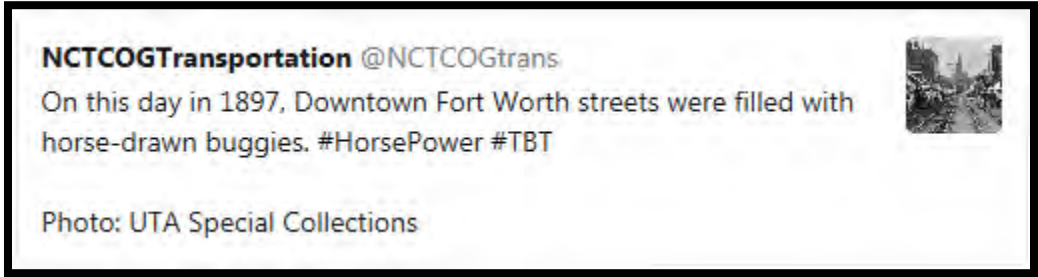 NCTCOGTransportation @NCTCOGtrans
On this day in 1897, Downtown Fort Worth streets were filled with
horse-drawn buggies. #HorsePower #TBT
Photo: UTA Special Collections